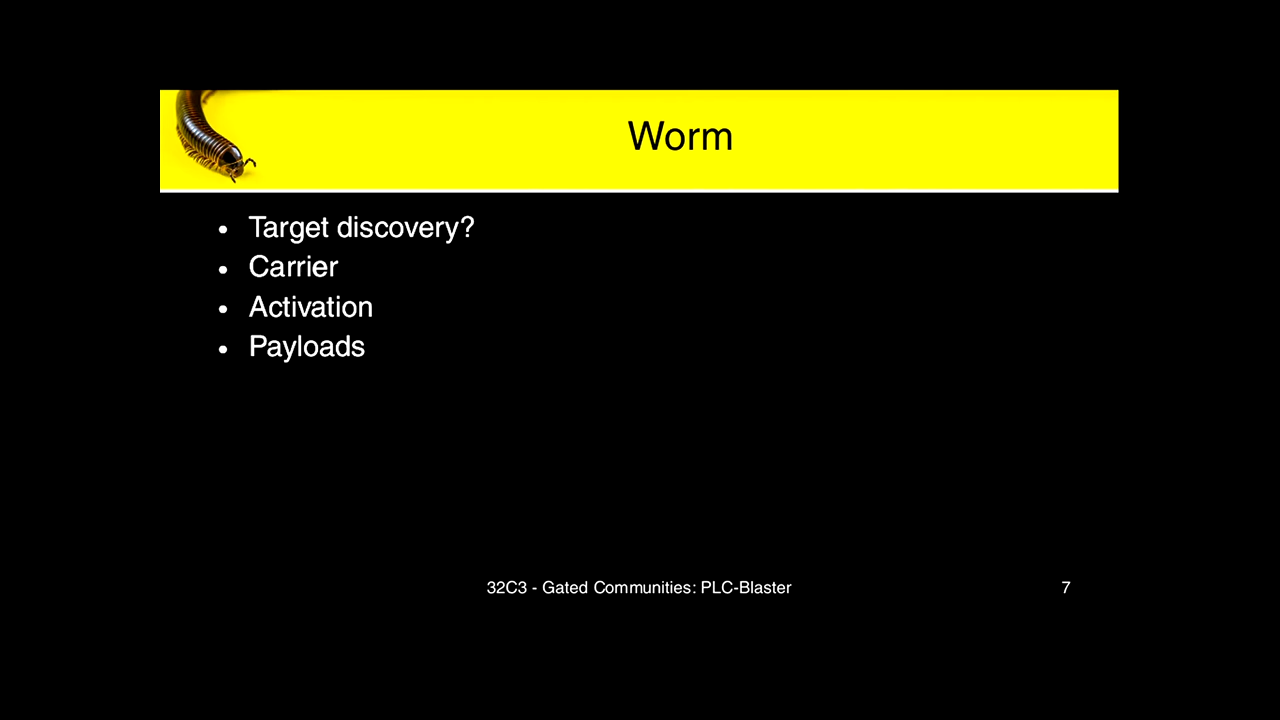 Worm
• Target discovery?
• Carrier
• Activation
• Payloads
32C3 - Gated Communities: PLC-Blaster
7